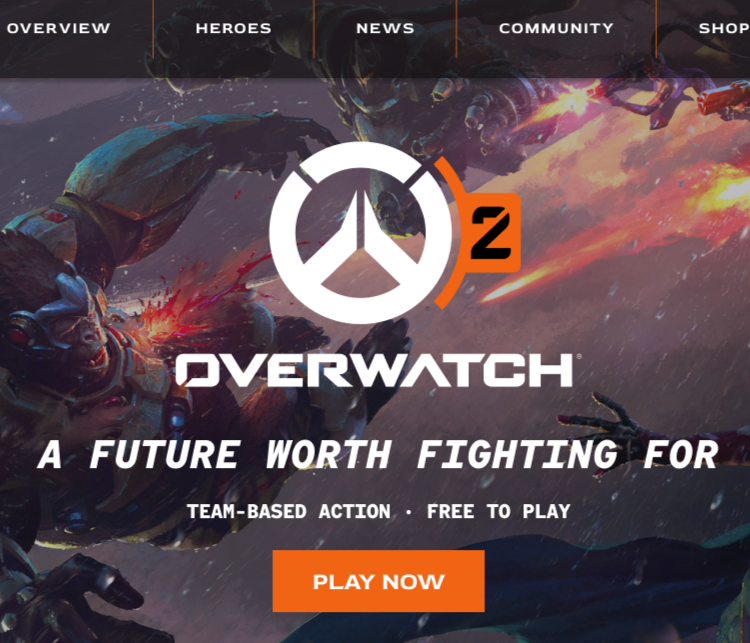 OVERVIEW HEROES NEWS COMMUNITY SHOP
2
OVERWATCH®
A FUTURE WORTH FIGHTING FOR
TEAM-BASED ACTION · FREE TO PLAY
PLAY NOW